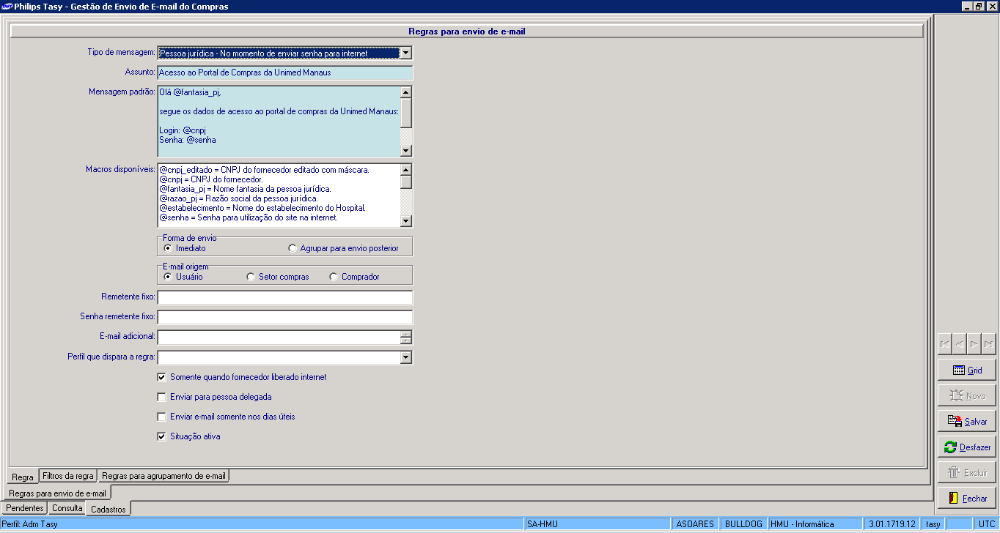 Philips Tasy - Gestão de Envio de E-mail do Compras
Regras para envio de e-mail
Tipo de mensagem: Pessoa jurídica - No momento de enviar senha para internet
Assunto: Acesso ao Portal de Compras da Unimed Manaus
Mensagem padrão: Olá @fantasia_pj,
segue os dados de acesso ao portal de compras da Unimed Manaus:
Login: @cnpj
Senha: @senha
Macros disponíveis: @cnpj_editado = CNPJ do fornecedor editado com máscara.
@cnpj = CNPJ do fornecedor.
@fantasia_pj = Nome fantasia da pessoa jurídica.
@razao_pj = Razão social da pessoa jurídica.
@estabelecimento = Nome do estabelecimento do Hospital.
@senha = Senha para utilização do site na internet.
Forma de envio
Imediato Agrupar para envio posterior
E-mail origem
Usuário Setor compras Comprador
Remetente fixo:
Senha remetente fixo:
E-mail adicional:
Perfil que dispara a regra:
Somente quando fornecedor liberado internet
Enviar para pessoa delegada
Enviar e-mail somente nos dias úteis
Situação ativa
Grid
Novo
Salvar
Desfazer
Excluir
Fechar
Regra Filtros da regra Regras para agrupamento de e-mail
Regras para envio de e-mail
Pendentes Consulta Cadastros
Perfil: Adm Tasy SA-HMU ASOARES BULLDOG HMU - Informática 3.01.1719.12 tasy UTC